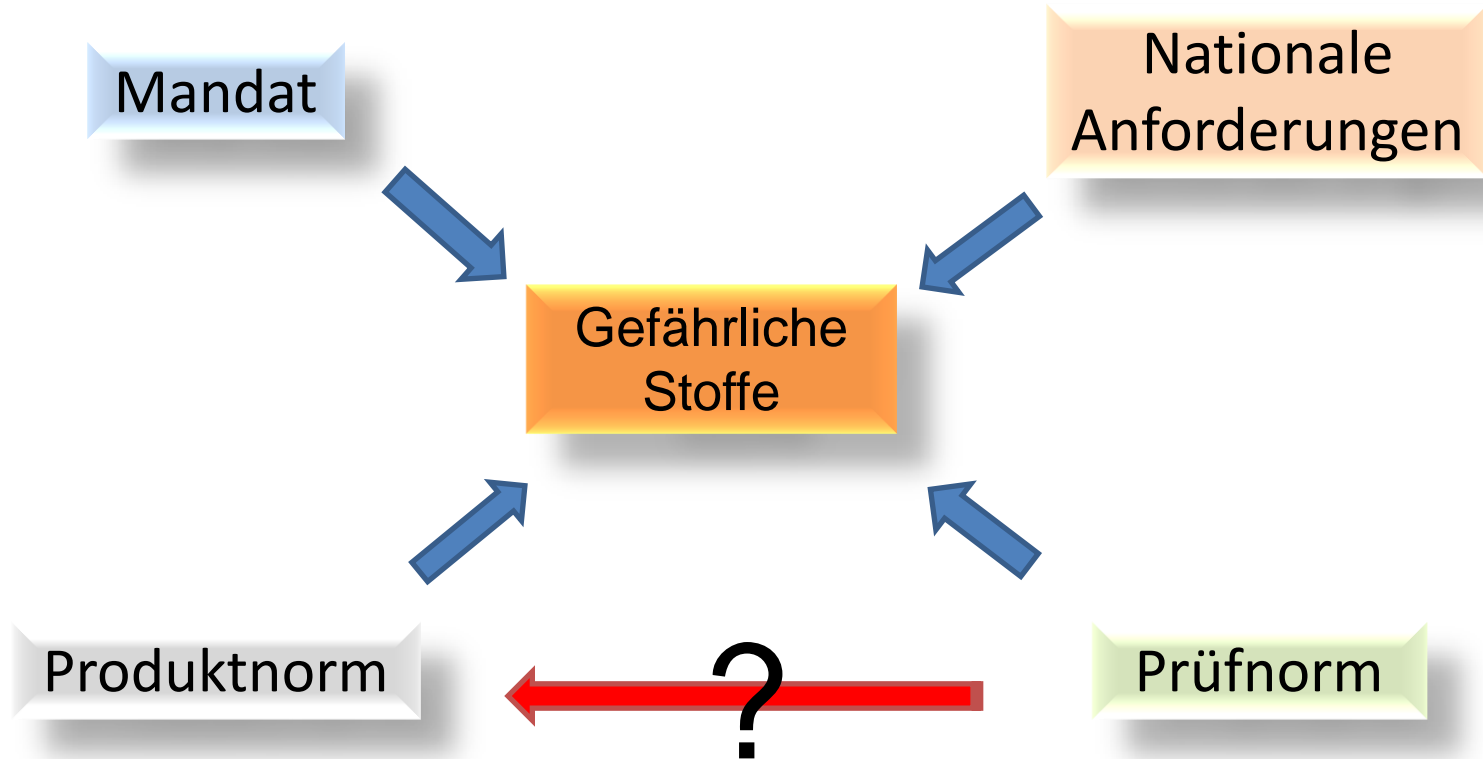 Mandat
Nationale
Anforderungen
Gefährliche
Stoffe
Produktnorm
?
Prüfnorm